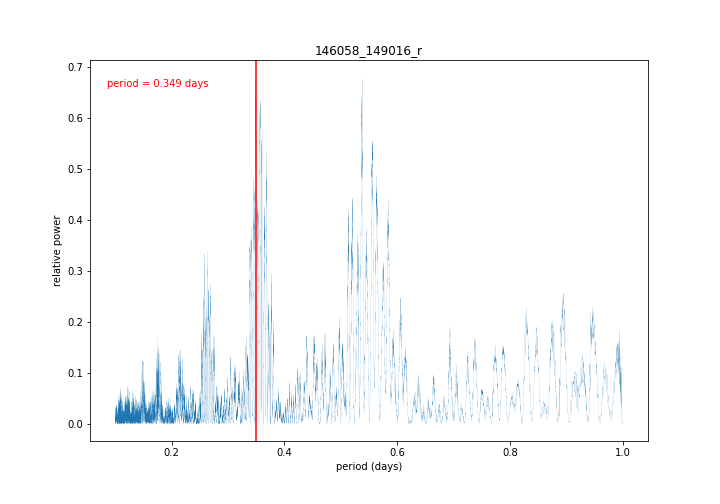 146058_149016_r
period = 0.349 days
relative power
0.7
0.6
0.5
0.4
0.3
0.2
0.1
0.0
0.2 0.4 0.6 0.8 1.0
period (days)